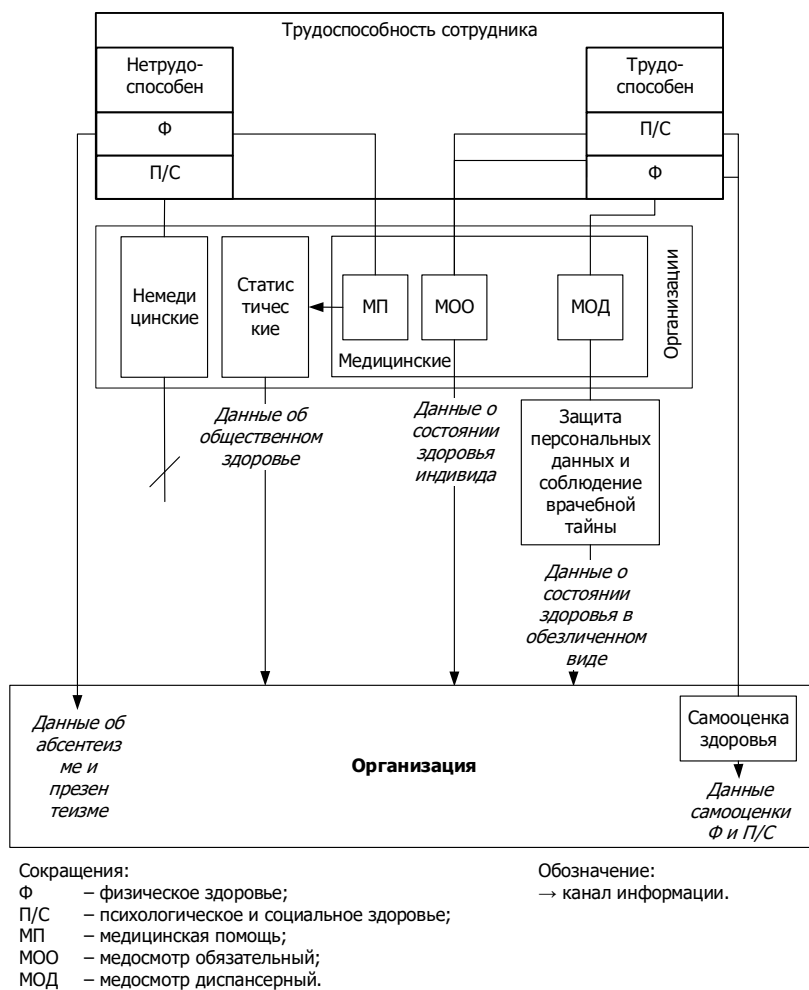 Трудоспособность сотрудника
Нетрудо-
способен
Ф
П/С
Трудо-
способен
П/С
Ф
Немеди
цинские
Статис
тичес
кие
МП
МОО
МОД
Медицинские
Организации
Данные об
общественном
здоровье
Данные о
состоянии
здоровья
индивида
Защита
персональных
данных и
соблюдение
врачебной
тайны
Данные о
состоянии
здоровья в
обезличенном
виде
Данные об
абсентеиз
ме и
презен
теизме
Организация
Самооценка
здоровья
Данные
самооценки
Ф и П/С
Сокращения:
Ф – физическое здоровье;
П/С – психологическое и социальное здоровье;
МП – медицинская помощь;
МОО – медосмотр обязательный;
МОД – медосмотр диспансерный.
Обозначение:
→ канал информации.